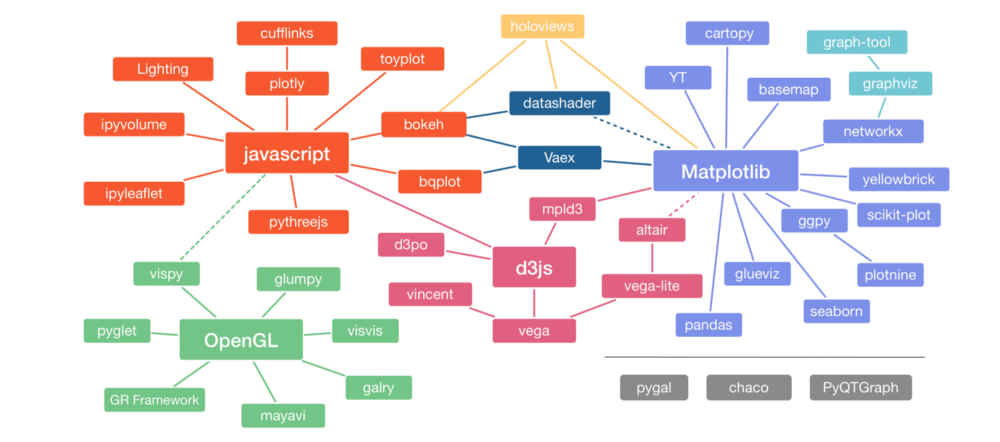 cufflinks
holoviews
cartopy
graph-tool
Lighting
plotly
toyplot
YT
basemap
graphviz
datashader
ipyvolume
bokeh
networkx
javascript
Vaex
Matplotlib
ipyleaflet
bqplot
yellowbrick
pythreejs
mpld3
altair
ggpy
scikit-plot
d3po
d3js
vispy
glumpy
vincent
vega-lite
glueviz
plotnine
pyglet
OpenGL
visvis
vega
pandas
seaborn
GR Framework
mayavi
galry
pygal
chaco
PyQTGraph